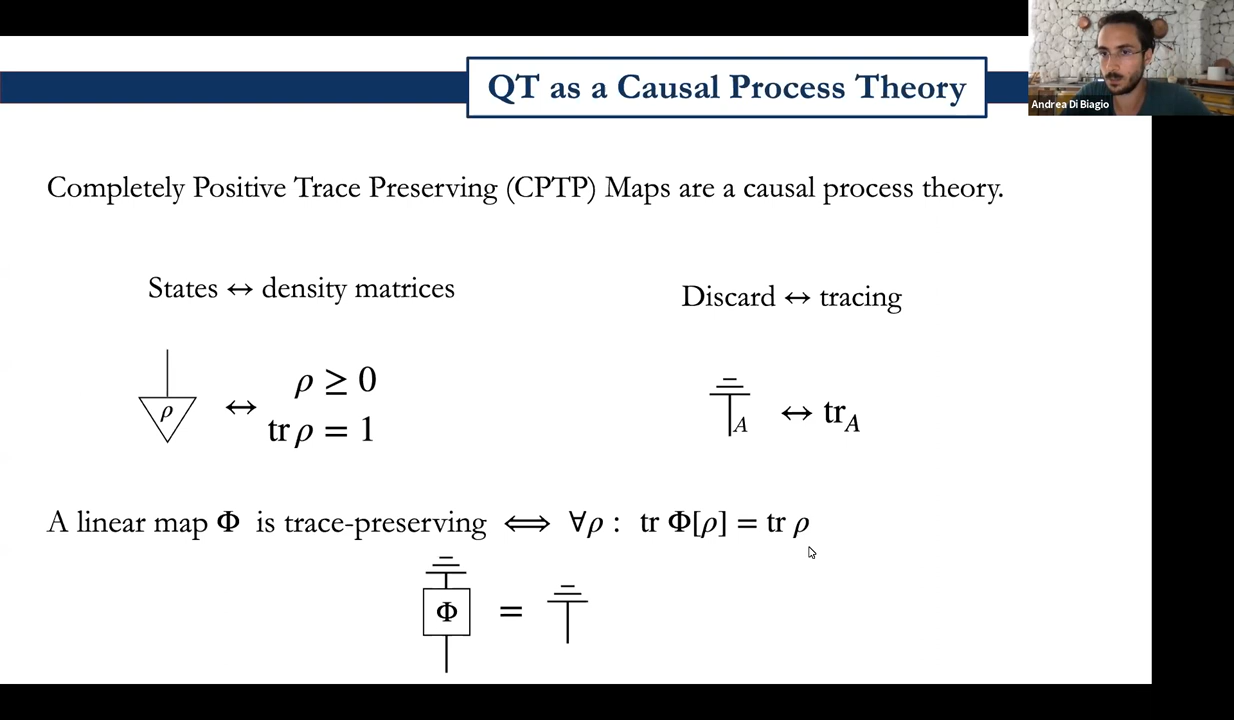 QT as a Causal Process Theory
Andrea Di Biagio
Completely Positive Trace Preserving (CPTP) Maps are a causal process theory.
States ↔ density matrices
Discard ↔ tracing
ρ ↔ ρ ≥ 0
tr ρ = 1
A ↔ tr_A
A linear map Φ is trace-preserving ⟺ ∀ρ : tr Φ[ρ] = tr ρ
Φ =